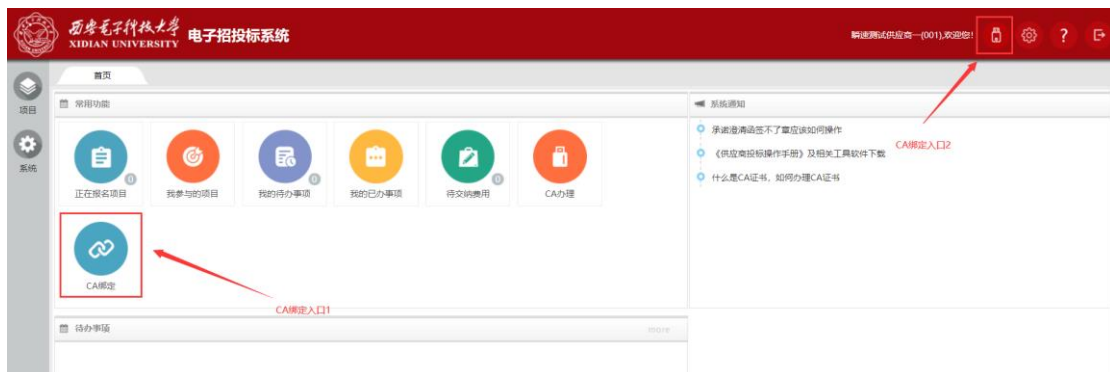 西安电子科技大学
XIDIAN UNIVERSITY
电子招投标系统
瞬速测试供应商一(001),欢迎您!
?
首页
项目
系统
常用功能
0
正在报名项目
我参与的项目
0
我的待办事项
我的已办事项
0
待交纳费用
CA办理
CA绑定
CA绑定入口1
系统通知
承诺澄清函签不了章应该如何操作
《供应商投标操作手册》及相关工具软件下载
什么是CA证书，如何办理CA证书
CA绑定入口2
待办事项
more